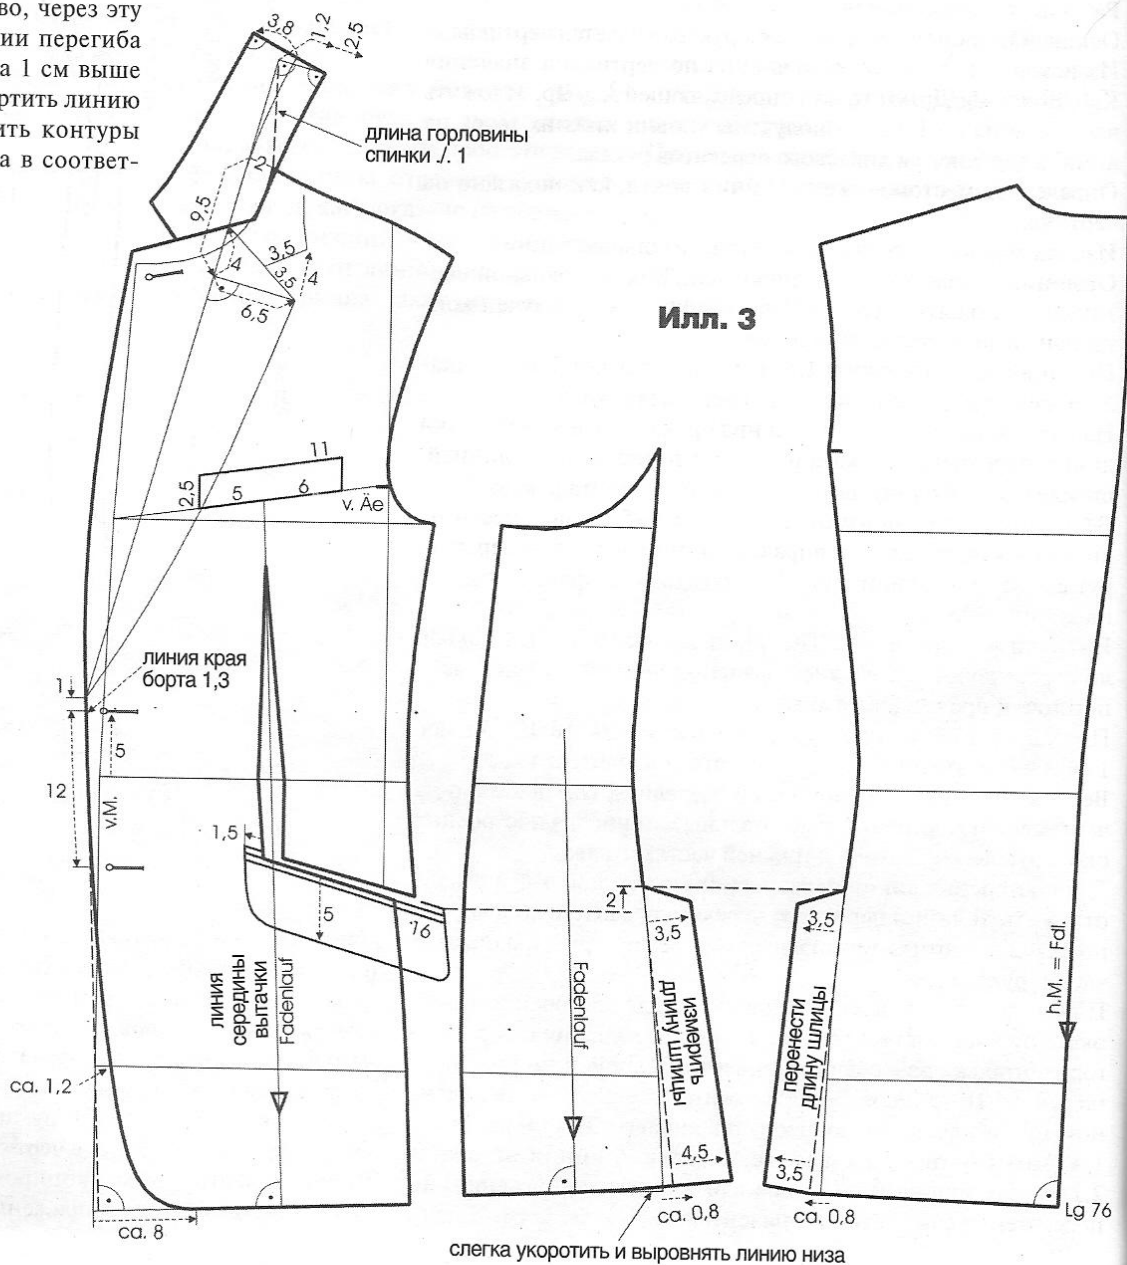 во, через эту
ии перегиба
а 1 см выше
ртить линию
ить контуры
а в соответ-
3,8
1,2
2,5
длина горловины
спинки ./. 1
2
9,5
4
3,5
3,5
4
6,5
Илл. 3
11
2,5
5
6
v. Äe
линия края
борта 1,3
1
5
12
v.M.
1,5
5
16
2
3,5
3,5
линия
середины
вытачки
Fadenlauf
Fadenlauf
измерить
длину шлицы
перенести
длину шлицы
h.M. = Fdl.
ca. 1,2
4,5
3,5
ca. 0,8
ca. 0,8
Lg 76
ca. 8
слегка укоротить и выровнять линию низа